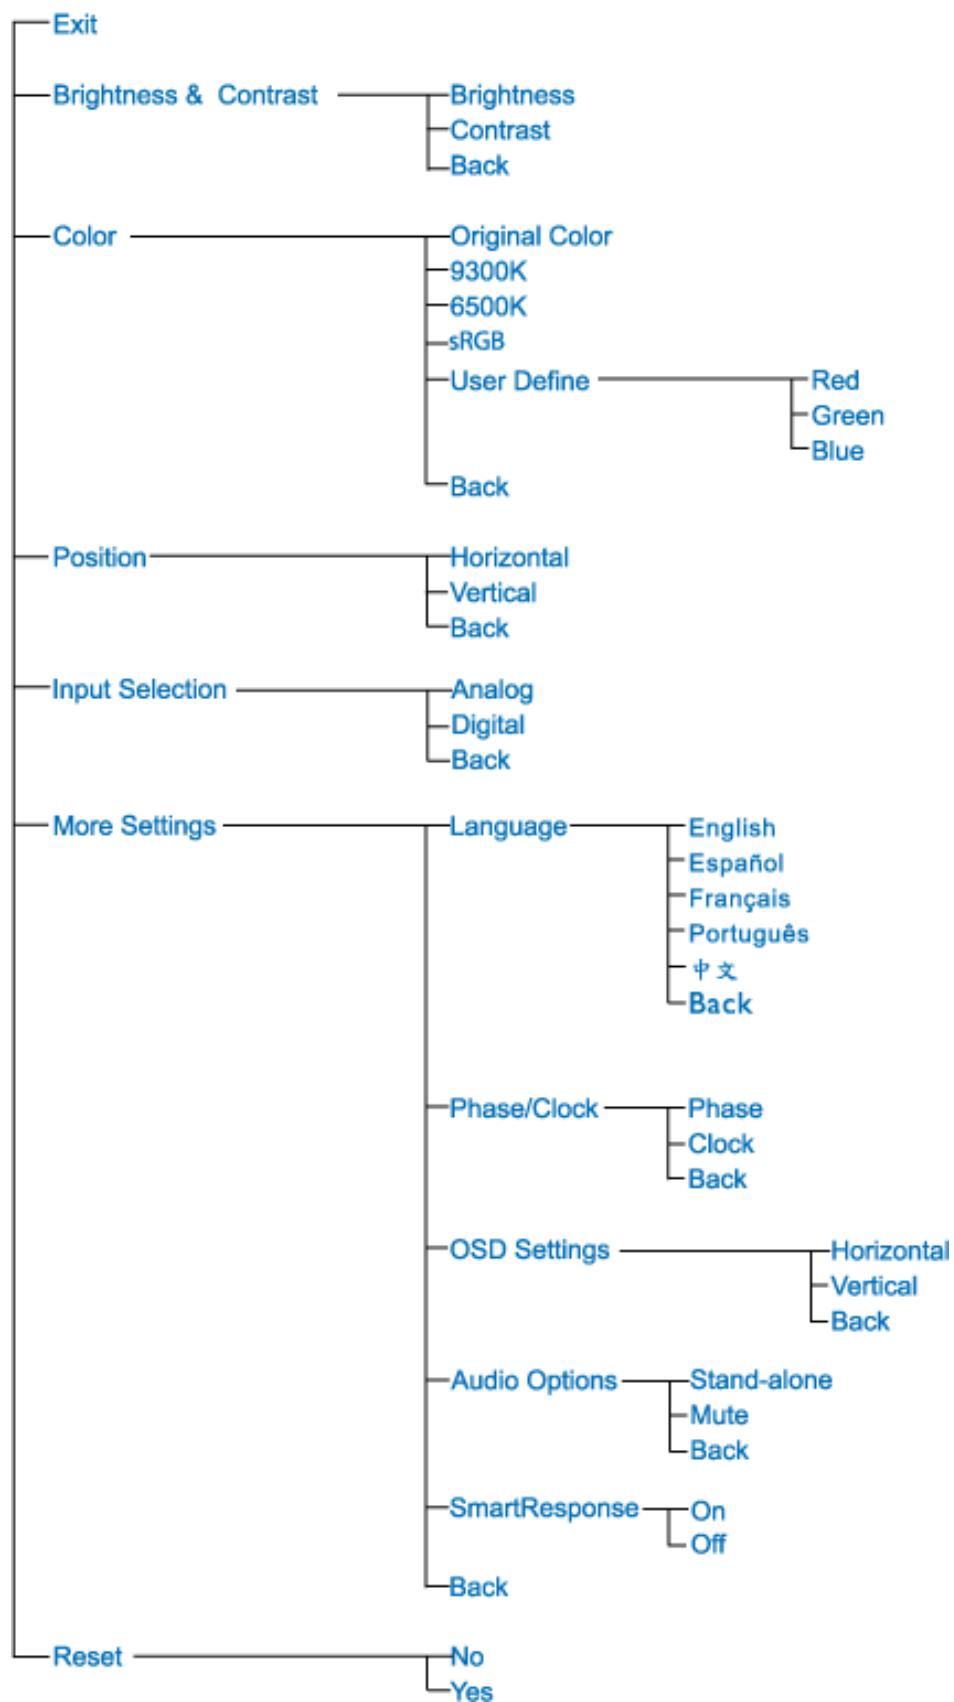 Exit
Brightness & Contrast Brightness
Contrast
Back
Color Original Color
9300K
6500K
sRGB
User Define Red
Green
Blue
Back
Position Horizontal
Vertical
Back
Input Selection Analog
Digital
Back
More Settings Language English
Español
Français
Português
中文
Back
Phase/Clock Phase
Clock
Back
OSD Settings Horizontal
Vertical
Back
Audio Options Stand-alone
Mute
Back
SmartResponse On
Off
Back
Reset No
Yes